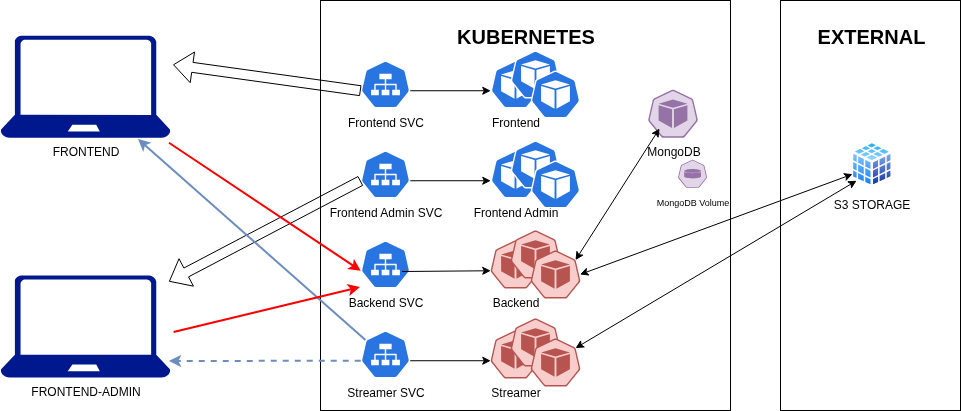 KUBERNETES
EXTERNAL
Frontend SVC
Frontend
FRONTEND
MongoDB
MongoDB Volume
S3 STORAGE
Frontend Admin SVC
Frontend Admin
Backend SVC
Backend
FRONTEND-ADMIN
Streamer SVC
Streamer